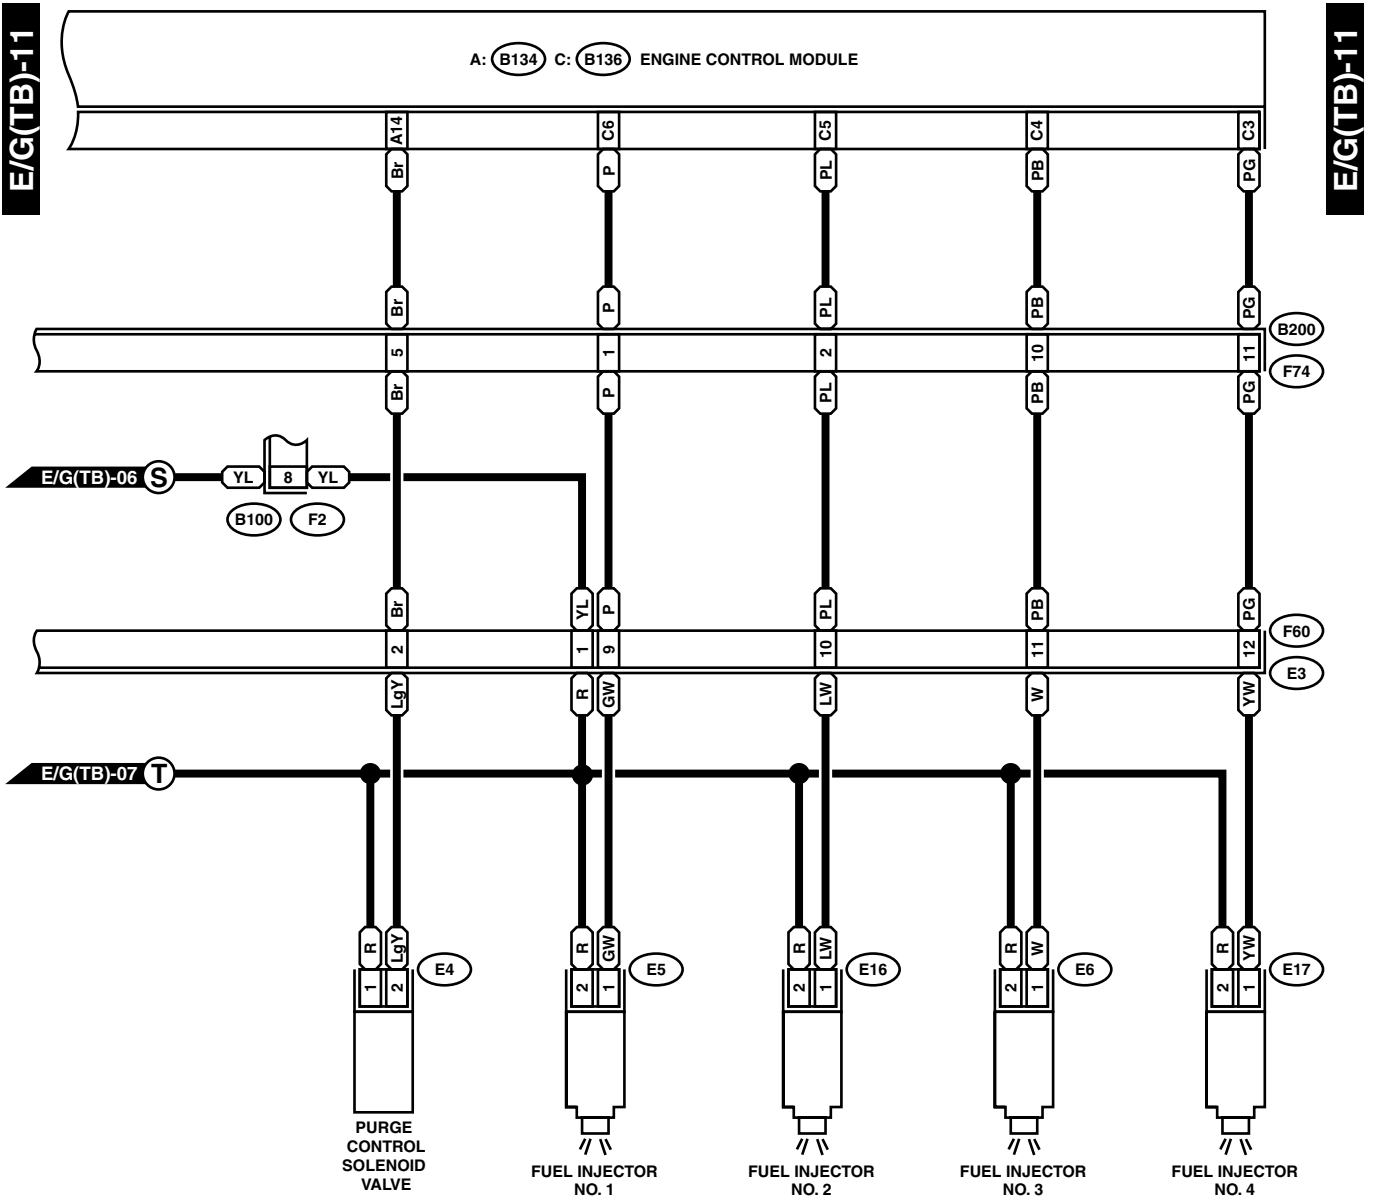 E/G(TB)-11
E/G(TB)-11
A: B134 C: B136 ENGINE CONTROL MODULE
A14 C6 C5 C4 C3
Br P PL PB PG
Br P PL PB PG
B200
5 1 2 10 11
F74
Br P PL PB PG
E/G(TB)-06 S YL 8 YL
B100 F2
Br YL P PL PB PG
F60
2 1 9 10 11 12
E3
LgY R GW LW W YW
E/G(TB)-07 T
R LgY R GW R LW R W R YW
E4 E5 E16 E6 E17
1 2 2 1 2 1 2 1 2 1
PURGE
CONTROL
SOLENOID
VALVE
FUEL INJECTOR
NO. 1
FUEL INJECTOR
NO. 2
FUEL INJECTOR
NO. 3
FUEL INJECTOR
NO. 4